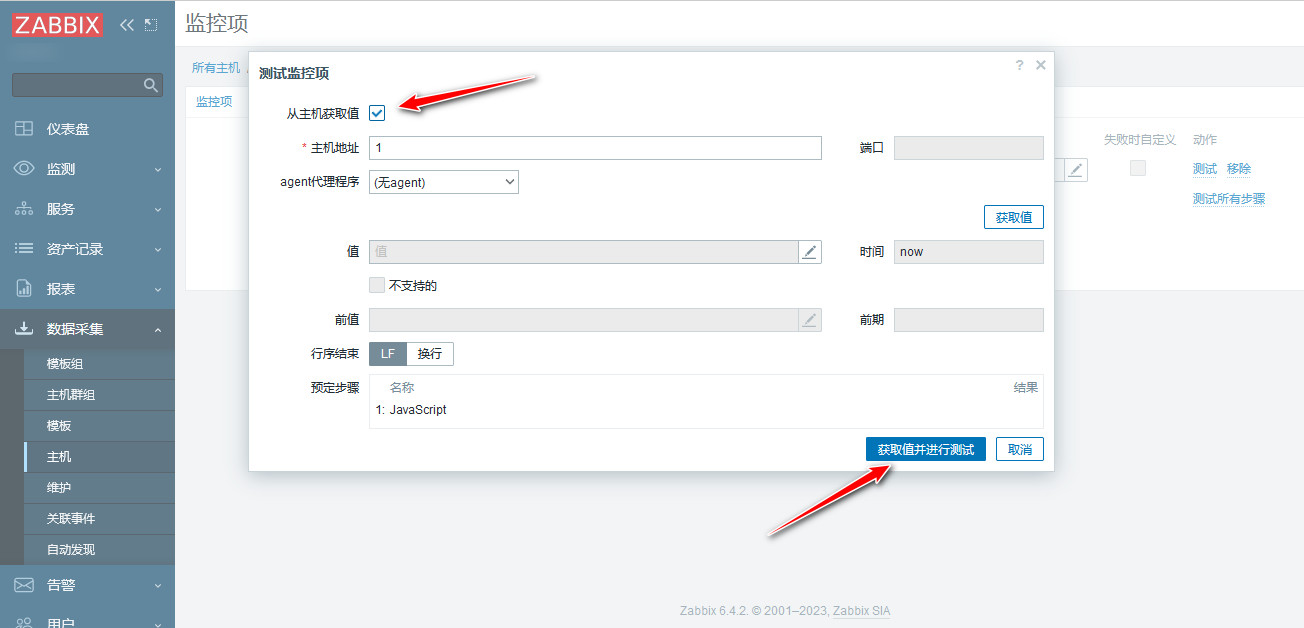 ZABBIX
监控项
所有主机
监控项
仪表盘
监测
服务
资产记录
报表
数据采集
模板组
主机群组
模板
主机
维护
关联事件
自动发现
告警
用户
测试监控项
?
从主机获取值
* 主机地址 1 端口
agent代理程序 (无agent)
获取值
值 值 时间 now
不支持的
前值 前期
行序结束 LF 换行
预定步骤 名称 结果
1: JavaScript
获取值并进行测试 取消
失败时自定义 动作
测试 移除
测试所有步骤
Zabbix 6.4.2. © 2001–2023, Zabbix SIA